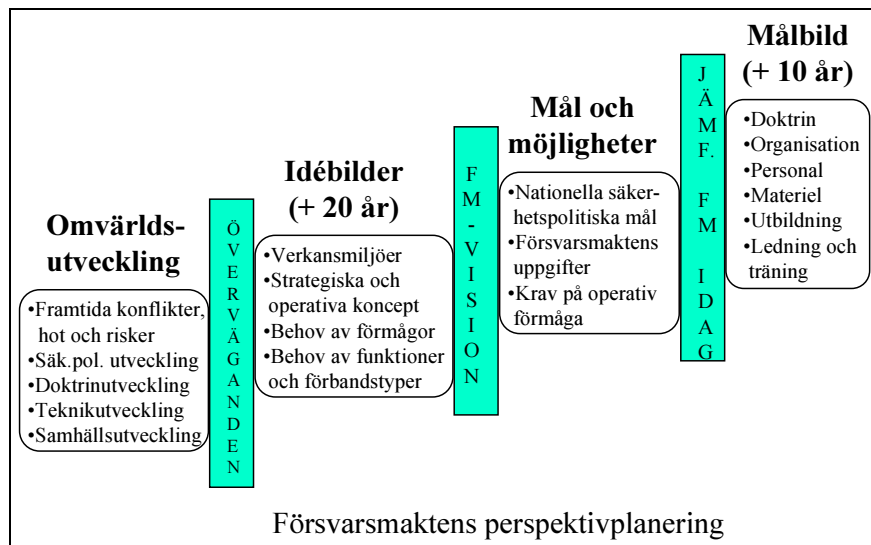 Omvärlds-
utveckling
•Framtida konflikter,
hot och risker
•Säk.pol. utveckling
•Doktrinutveckling
•Teknikutveckling
•Samhällsutveckling
ÖVERVÄGANDEN
Idébilder
(+ 20 år)
•Verkansmiljöer
•Strategiska och
operativa koncept
•Behov av förmågor
•Behov av funktioner
och förbandstyper
FM-VISION
Mål och
möjligheter
•Nationella säker-
hetspolitiska mål
•Försvarsmaktens
uppgifter
•Krav på operativ
förmåga
JÄMF. FM IDAG
Målbild
(+ 10 år)
•Doktrin
•Organisation
•Personal
•Materiel
•Utbildning
•Ledning och
träning
Försvarsmaktens perspektivplanering